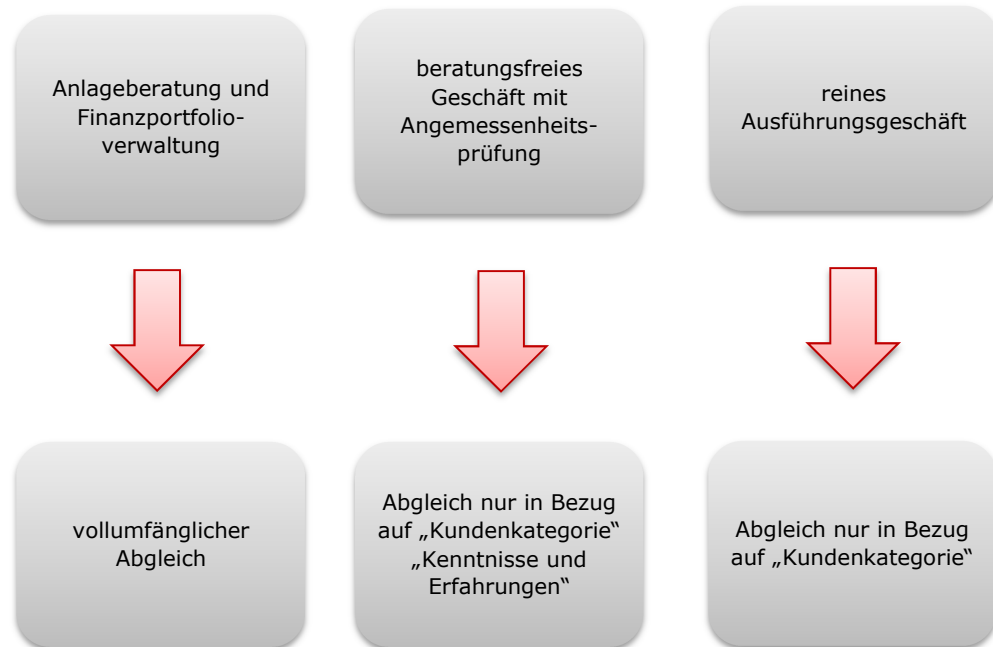 Anlageberatung und
Finanzportfolio-
verwaltung
beratungsfreies
Geschäft mit
Angemessenheits-
prüfung
reines
Ausführungsgeschäft
vollumfänglicher
Abgleich
Abgleich nur in Bezug
auf „Kundenkategorie“
„Kenntnisse und
Erfahrungen“
Abgleich nur in Bezug
auf „Kundenkategorie“